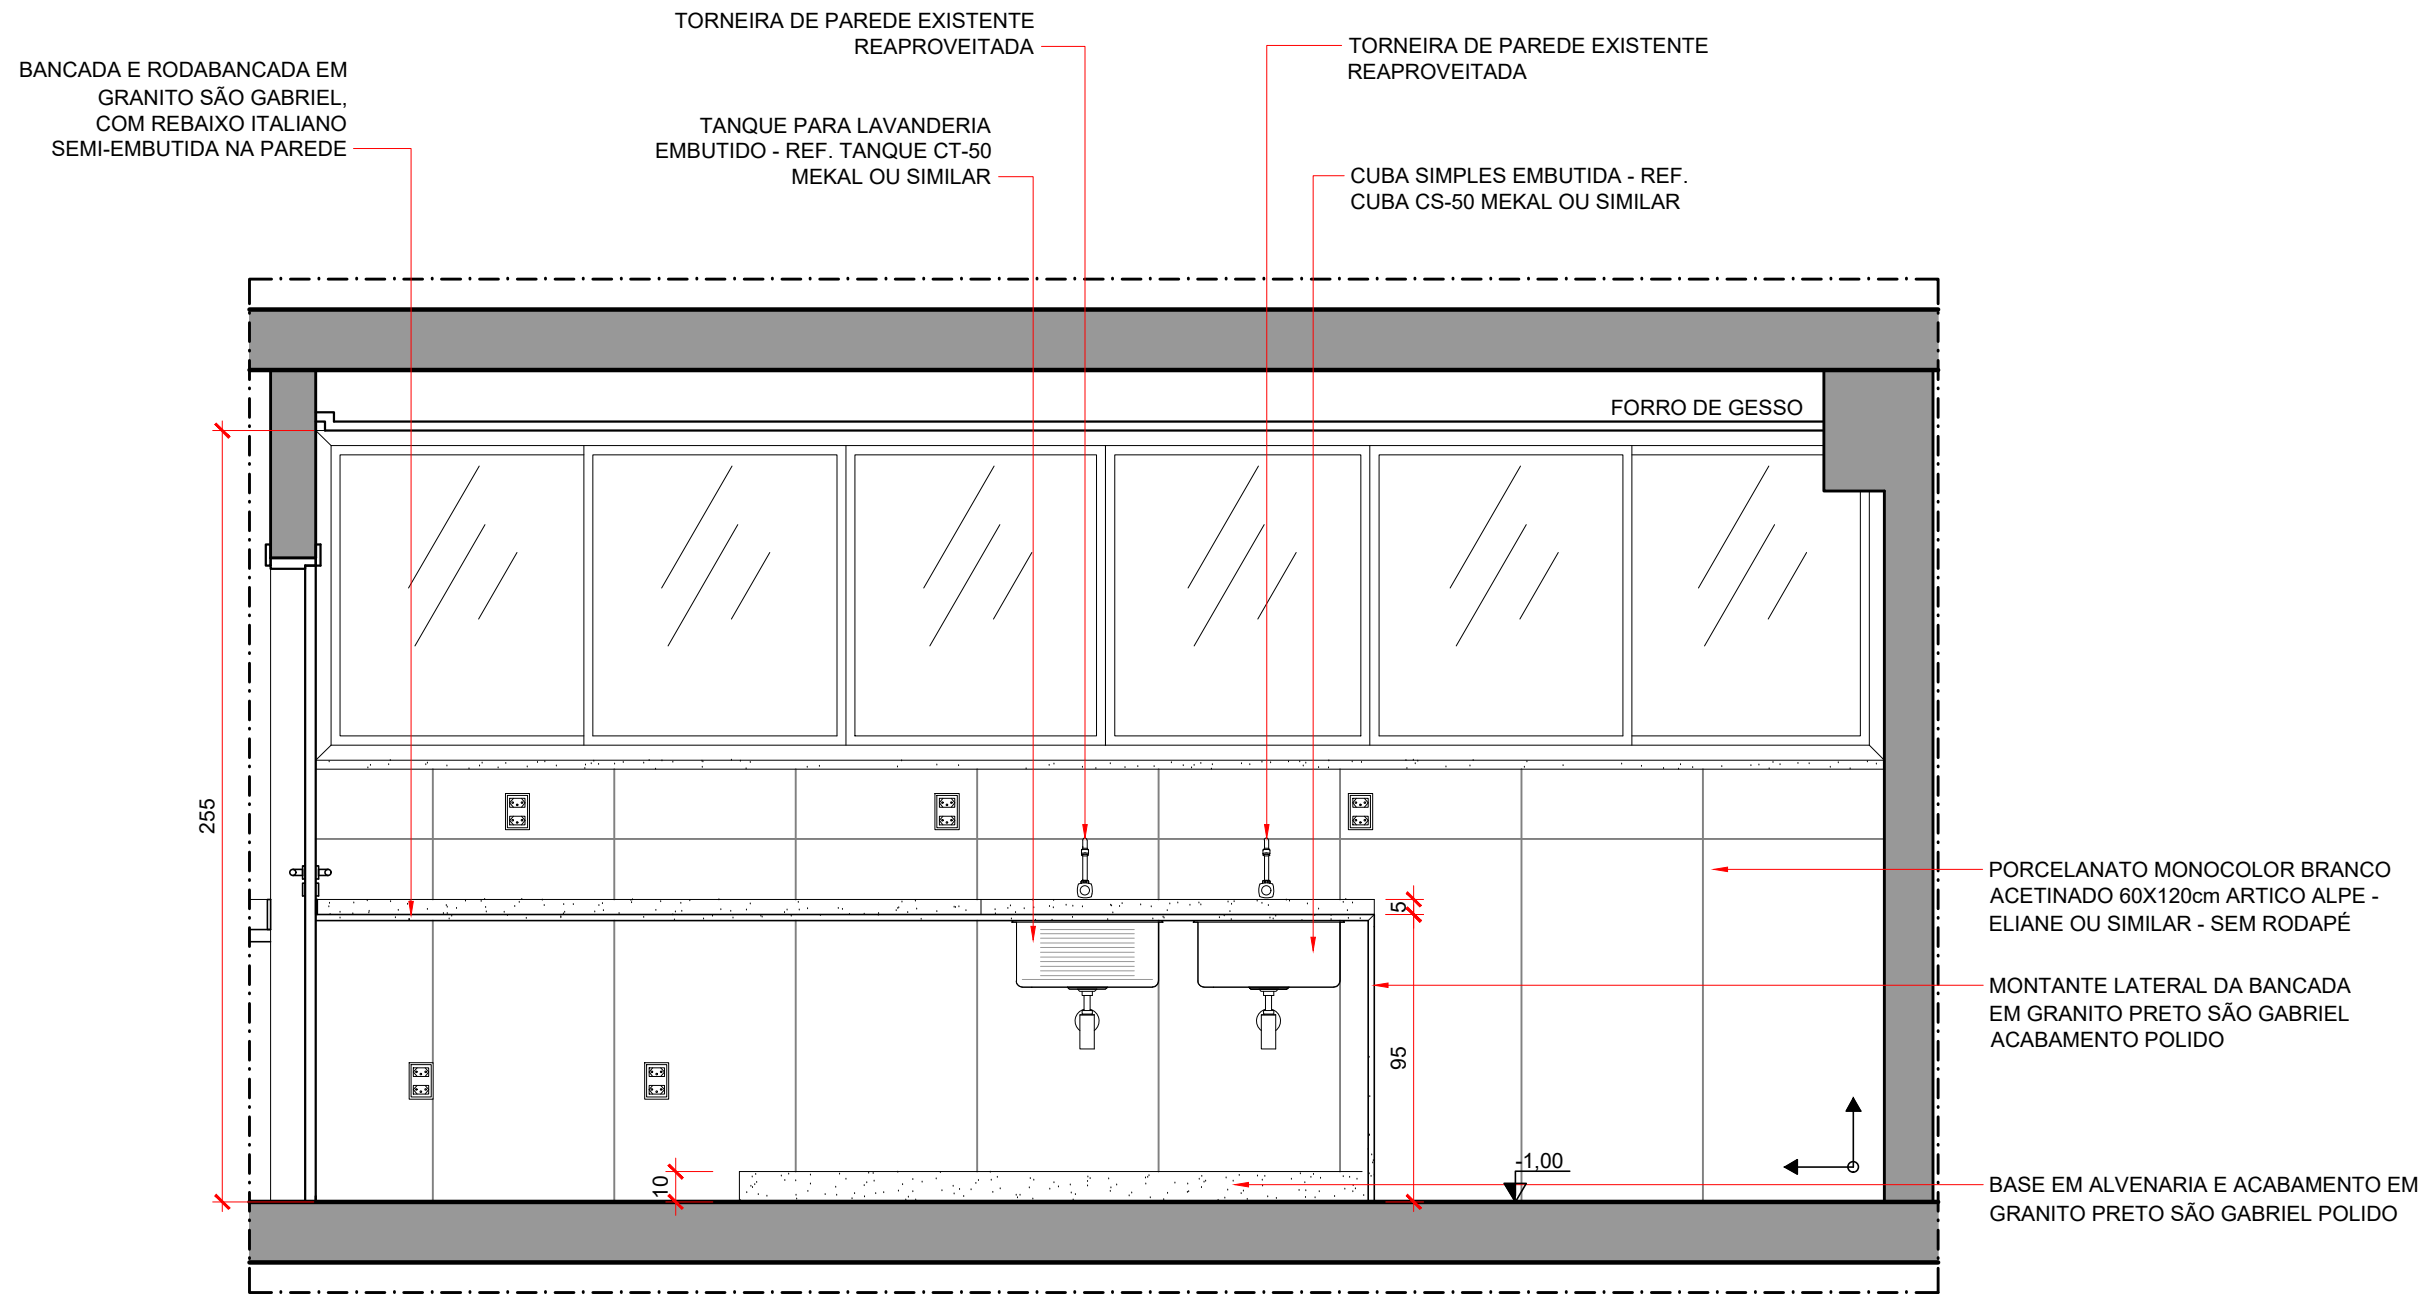 TORNEIRA DE PAREDE EXISTENTE
REAPROVEITADA
TORNEIRA DE PAREDE EXISTENTE
REAPROVEITADA
BANCADA E RODABANCADA EM
GRANITO SÃO GABRIEL,
COM REBAIXO ITALIANO
SEMI-EMBUTIDA NA PAREDE
TANQUE PARA LAVANDERIA
EMBUTIDO - REF. TANQUE CT-50
MEKAL OU SIMILAR
CUBA SIMPLES EMBUTIDA - REF.
CUBA CS-50 MEKAL OU SIMILAR
FORRO DE GESSO
255
5
PORCELANATO MONOCOLOR BRANCO
ACETINADO 60X120cm ARTICO ALPE -
ELIANE OU SIMILAR - SEM RODAPÉ
MONTANTE LATERAL DA BANCADA
EM GRANITO PRETO SÃO GABRIEL
ACABAMENTO POLIDO
95
-1,00
10
BASE EM ALVENARIA E ACABAMENTO EM
GRANITO PRETO SÃO GABRIEL POLIDO